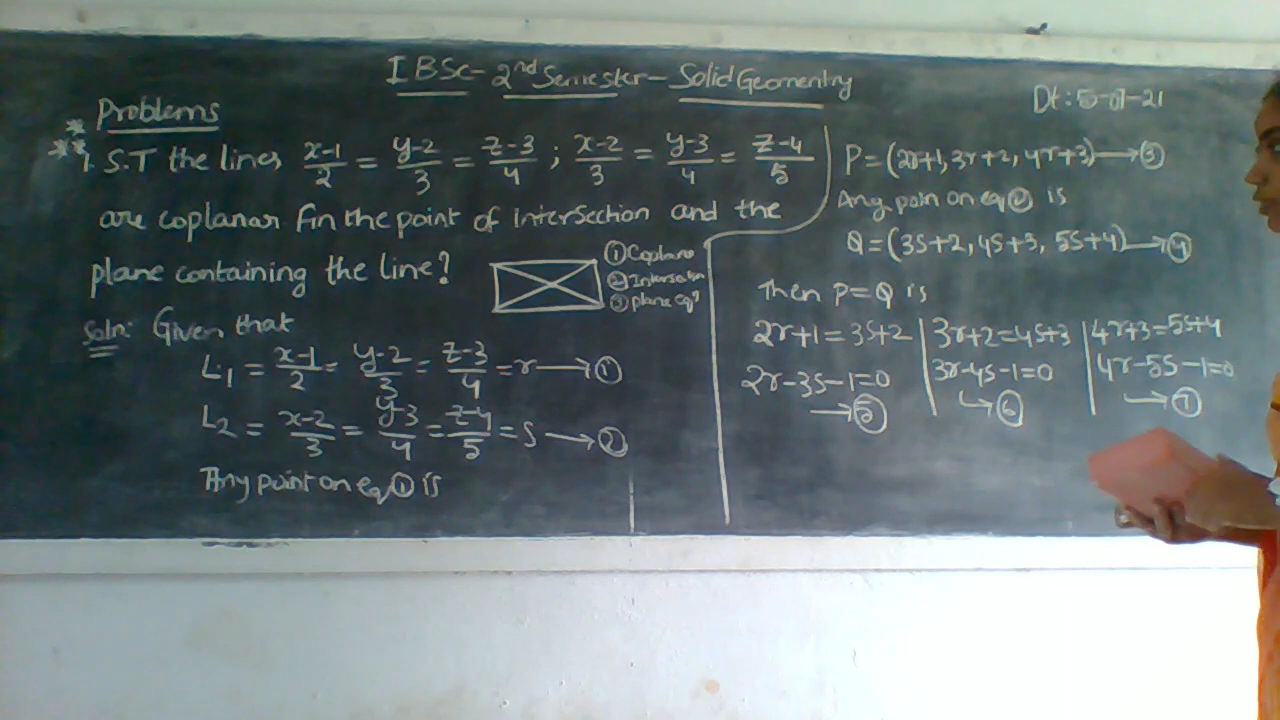 I BSc - 2nd Semester - Solid Geomentry
Dt: 5-07-21
Problems
1. S.T the lines x-1/2 = y-2/3 = z-3/4 ; x-2/3 = y-3/4 = z-4/5
are coplanar fin the point of intersection and the
plane containing the line?
① Coplane
② Intersection
③ plane eqn
Soln: Given that
L1 = x-1/2 = y-2/3 = z-3/4 = r → ①
L2 = x-2/3 = y-3/4 = z-4/5 = s → ②
Any point on eq ① is
P = (2r+1, 3r+2, 4r+3) → ③
Any poin on eq ② is
Q = (3s+2, 4s+3, 5s+4) → ④
Then P = Q is
2r+1 = 3s+2 | 3r+2 = 4s+3 | 4r+3 = 5s+4
2r-3s-1=0 | 3r-4s-1=0 | 4r-5s-1=0
→ ⑤ | ↳ ⑥ | → ⑦